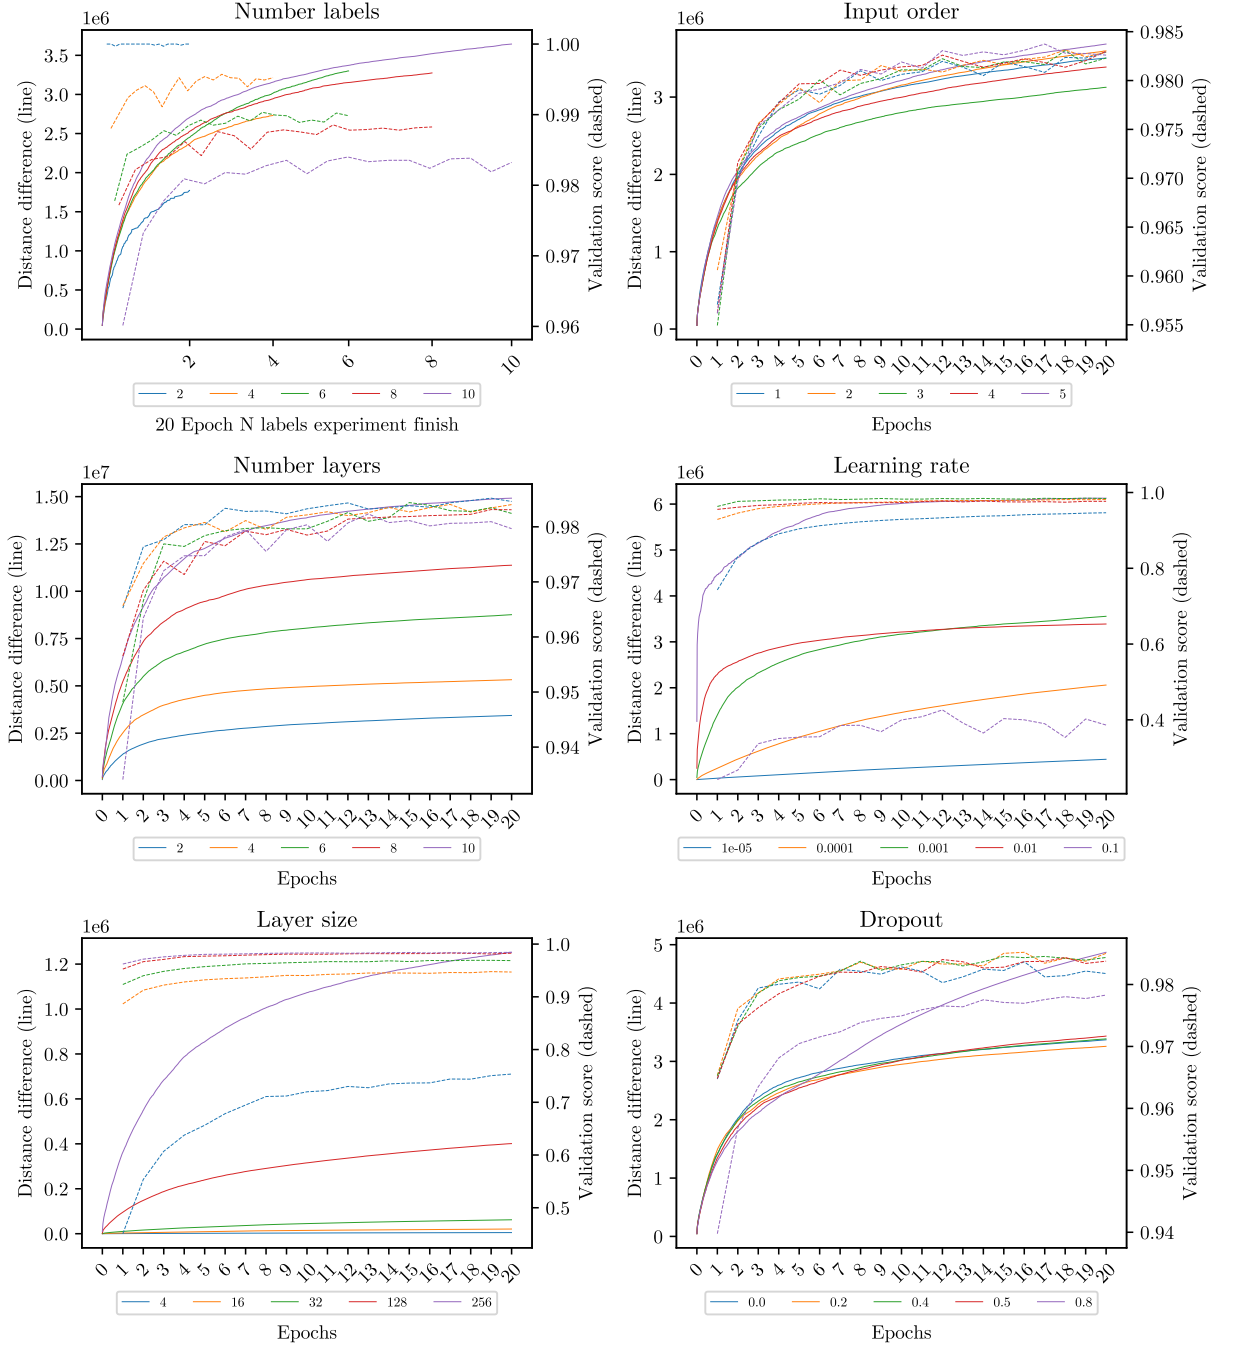 Number labels
1e6
3.5
3.0
2.5
2.0
1.5
1.0
0.5
0.0
Distance difference (line)
1.00
0.99
0.98
0.97
0.96
Validation score (dashed)
2 4 6 8 10
2 4 6 8 10
20 Epoch N labels experiment finish
Input order
1e6
3
2
1
0
Distance difference (line)
0.985
0.980
0.975
0.970
0.965
0.960
0.955
Validation score (dashed)
0 1 2 3 4 5 6 7 8 9 10 11 12 13 14 15 16 17 18 19 20
1 2 3 4 5
Epochs
Number layers
1e7
1.50
1.25
1.00
0.75
0.50
0.25
0.00
Distance difference (line)
0.98
0.97
0.96
0.95
0.94
Validation score (dashed)
0 1 2 3 4 5 6 7 8 9 10 11 12 13 14 15 16 17 18 19 20
2 4 6 8 10
Epochs
Learning rate
1e6
6
5
4
3
2
1
0
Distance difference (line)
1.0
0.8
0.6
0.4
Validation score (dashed)
0 1 2 3 4 5 6 7 8 9 10 11 12 13 14 15 16 17 18 19 20
1e-05 0.0001 0.001 0.01 0.1
Epochs
Layer size
1e6
1.2
1.0
0.8
0.6
0.4
0.2
0.0
Distance difference (line)
1.0
0.9
0.8
0.7
0.6
0.5
Validation score (dashed)
0 1 2 3 4 5 6 7 8 9 10 11 12 13 14 15 16 17 18 19 20
4 16 32 128 256
Epochs
Dropout
1e6
5
4
3
2
1
0
Distance difference (line)
0.98
0.97
0.96
0.95
0.94
Validation score (dashed)
0 1 2 3 4 5 6 7 8 9 10 11 12 13 14 15 16 17 18 19 20
0.0 0.2 0.4 0.5 0.8
Epochs